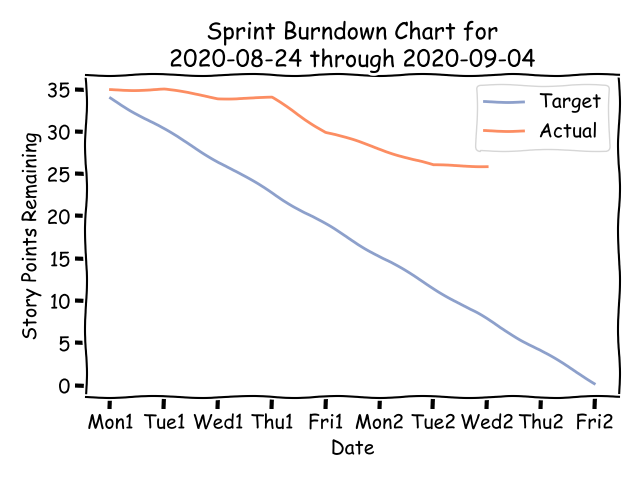 Sprint Burndown Chart for
2020-08-24 through 2020-09-04
Target
Actual
Story Points Remaining
35
30
25
20
15
10
5
0
Mon1 Tue1 Wed1 Thu1 Fri1 Mon2 Tue2 Wed2 Thu2 Fri2
Date